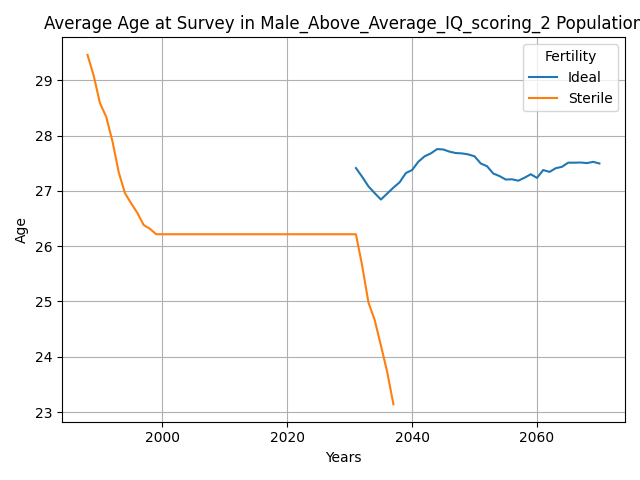 Average Age at Survey in Male_Above_Average_IQ_scoring_2 Population
Fertility
Ideal
Sterile
Age
29
28
27
26
25
24
23
2000
2020
2040
2060
Years